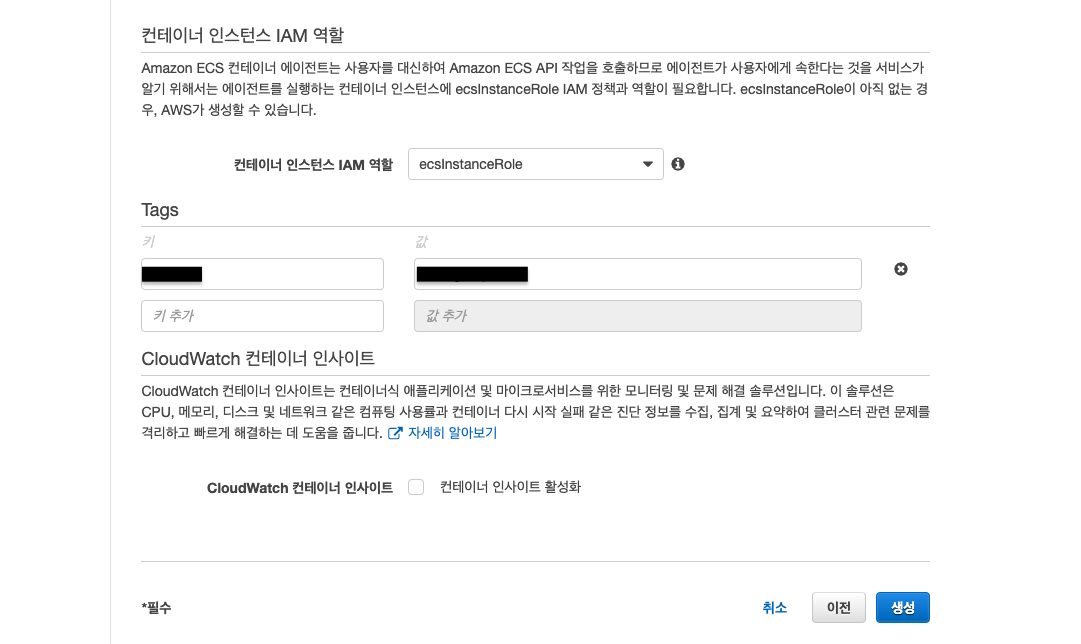 컨테이너 인스턴스 IAM 역할
Amazon ECS 컨테이너 에이전트는 사용자를 대신하여 Amazon ECS API 작업을 호출하므로 에이전트가 사용자에게 속한다는 것을 서비스가
알기 위해서는 에이전트를 실행하는 컨테이너 인스턴스에 ecsInstanceRole IAM 정책과 역할이 필요합니다. ecsInstanceRole이 아직 없는 경
우, AWS가 생성할 수 있습니다.
컨테이너 인스턴스 IAM 역할 ecsInstanceRole
Tags
키 값
키 추가 값 추가
CloudWatch 컨테이너 인사이트
CloudWatch 컨테이너 인사이트는 컨테이너식 애플리케이션 및 마이크로서비스를 위한 모니터링 및 문제 해결 솔루션입니다. 이 솔루션은
CPU, 메모리, 디스크 및 네트워크 같은 컴퓨팅 사용률과 컨테이너 다시 시작 실패 같은 진단 정보를 수집, 집계 및 요약하여 클러스터 관련 문제를
격리하고 빠르게 해결하는 데 도움을 줍니다. 자세히 알아보기
CloudWatch 컨테이너 인사이트 컨테이너 인사이트 활성화
*필수 취소 이전 생성